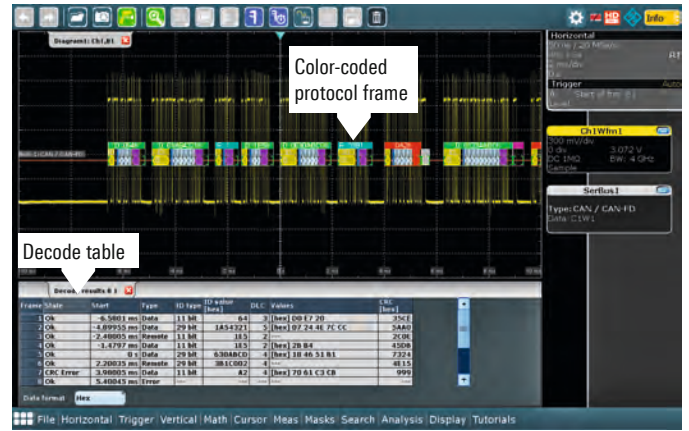 Info
Diagram1: Ch1,B1
Horizontal
Trigger
Auto
Level
Color-coded
protocol frame
Ch1Wfm1
300 mV/div
0 div 3.072 V
DC 1MΩ BW: 4 GHz
Sample
SerBus1
Type: CAN / CAN-FD
Data: C1W1
Decode table
Frame State Start Type ID type ID value [hex] DLC Values CRC [hex]
1 Ok -6.5801 ms Data 11 bit 64 3 [hex] D0 E7 20 35CE
2 Ok -4.89955 ms Data 29 bit 1A54321 5 [hex] 07 24 4E 7C CC 5AA0
3 Ok -2.48005 ms Remote 11 bit 1E5 2 --- 2C0E
4 Ok -1.4797 ms Data 11 bit 1E5 2 [hex] 2B B4 45DB
5 Ok 0 s Data 29 bit 630ABCD 4 [hex] 18 46 51 B1 7324
6 Ok 2.20035 ms Remote 29 bit 3B1C002 4 --- 4E15
7 CRC Error 3.98005 ms Data 11 bit A2 4 [hex] 70 61 C3 CB 999
8 Ok 5.40045 ms Error --- --- --- --- ---
Data format Hex
File Horizontal Trigger Vertical Math Cursor Meas Masks Search Analysis Display Tutorials